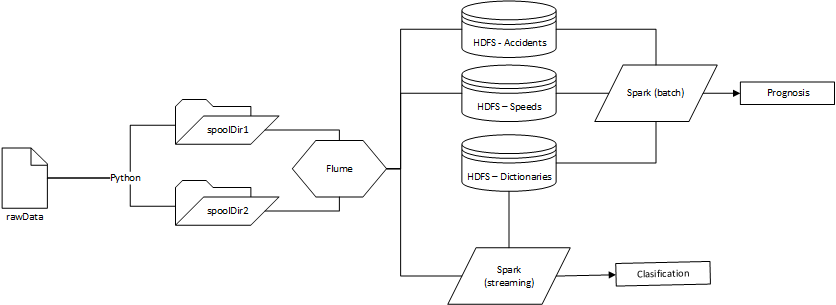 rawData
Python
spoolDir1
spoolDir2
Flume
HDFS - Accidents
HDFS – Speeds
HDFS – Dictionaries
Spark (batch)
Prognosis
Spark
(streaming)
Clasification